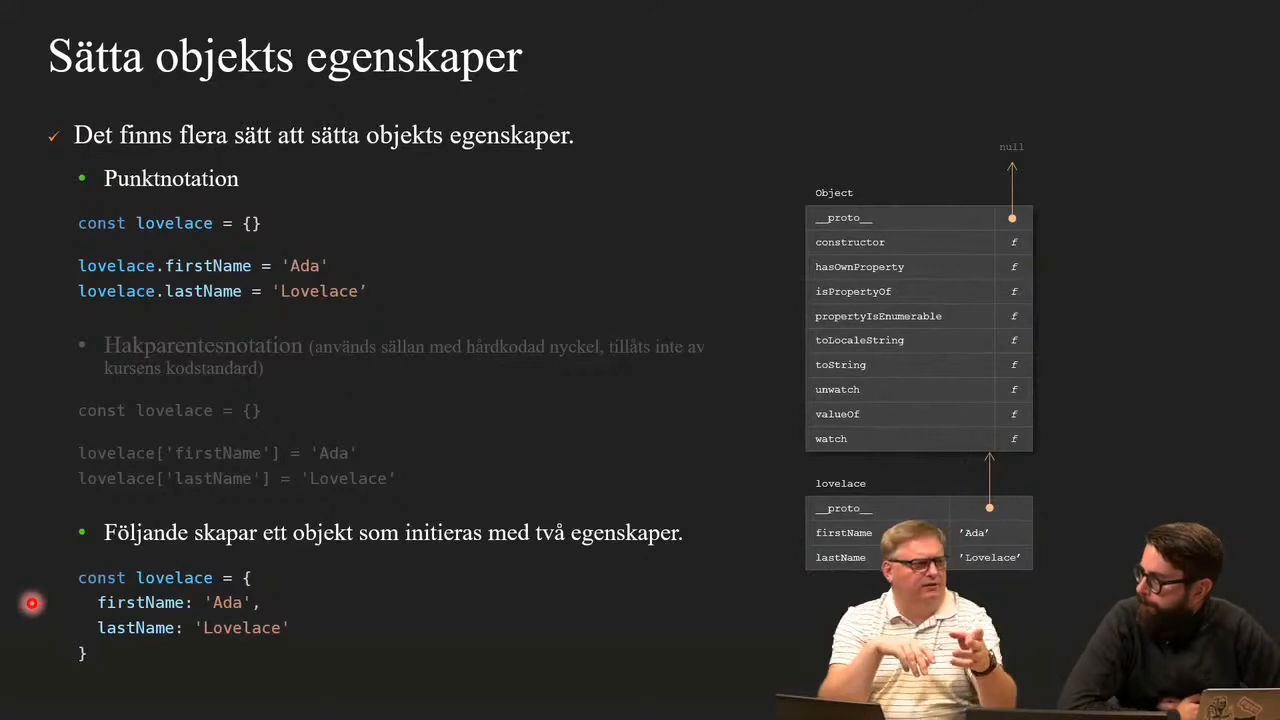 Sätta objekts egenskaper
Det finns flera sätt att sätta objekts egenskaper.
Punktnotation
const lovelace = {}
lovelace.firstName = 'Ada'
lovelace.lastName = 'Lovelace’
Hakparentesnotation (används sällan med hårdkodad nyckel, tillåts inte av
kursens kodstandard)
const lovelace = {}
lovelace['firstName'] = 'Ada'
lovelace['lastName'] = 'Lovelace’
Följande skapar ett objekt som initieras med två egenskaper.
const lovelace = {
firstName: 'Ada',
lastName: 'Lovelace'
}
null
Object
__proto__
constructor f
hasOwnProperty f
isPropertyOf f
propertyIsEnumerable f
toLocaleString f
toString f
unwatch f
valueOf f
watch f
lovelace
__proto__
firstName ’Ada’
lastName ’Lovelace’